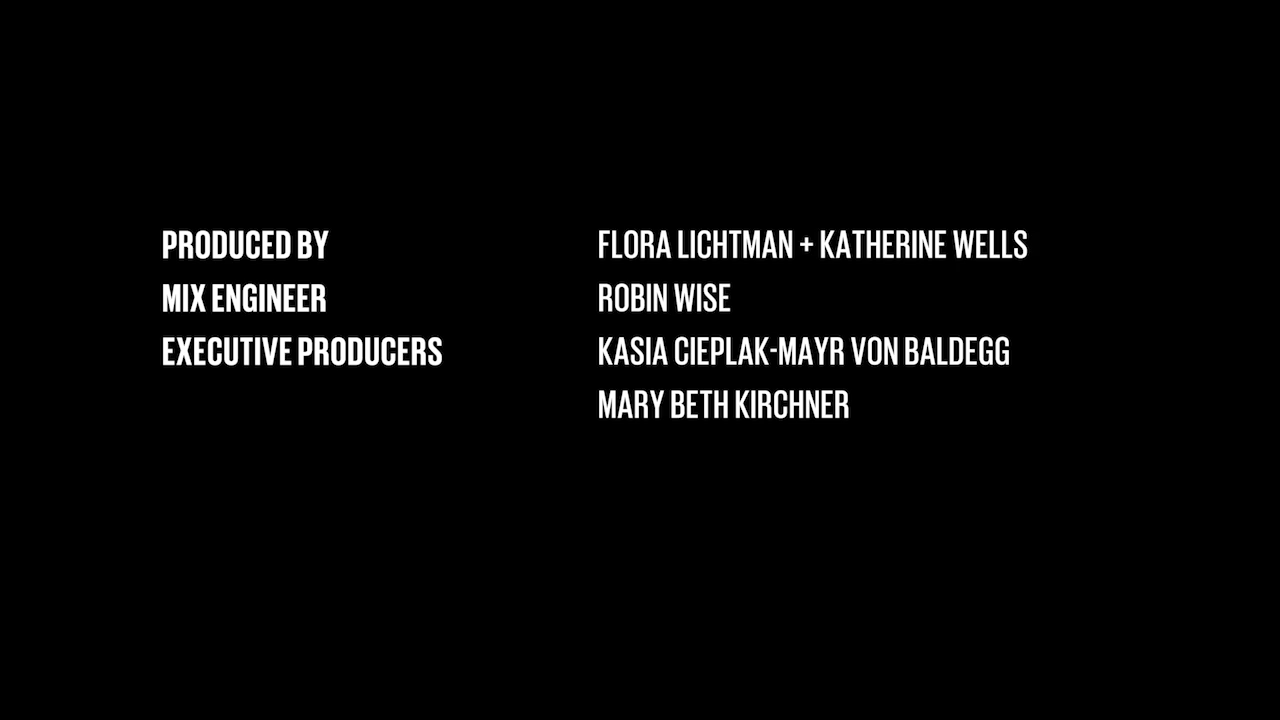 PRODUCED BY FLORA LICHTMAN + KATHERINE WELLS
MIX ENGINEER ROBIN WISE
EXECUTIVE PRODUCERS KASIA CIEPLAK-MAYR VON BALDEGG
MARY BETH KIRCHNER